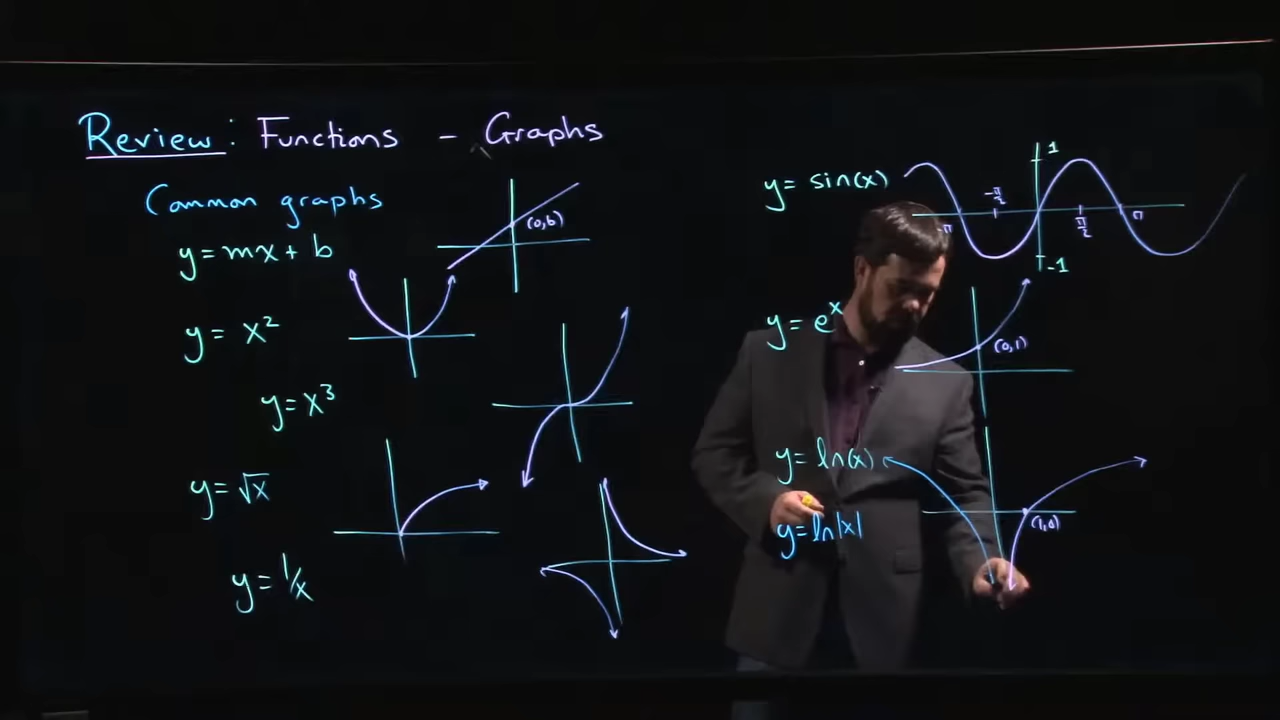 Review: Functions - Graphs
Common graphs
y = mx + b
(0,b)
y = x²
y = x³
y = √x
y = 1/x
y = sin(x)
1
-π
-π/2
π/2
π
-1
y = eˣ
(0,1)
y = ln(x)
y = ln|x|
(1,0)